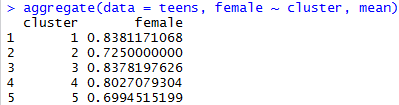 > aggregate(data = teens, female ~ cluster, mean)
cluster female
1 1 0.8381171068
2 2 0.7250000000
3 3 0.8378197626
4 4 0.8027079304
5 5 0.6994515199